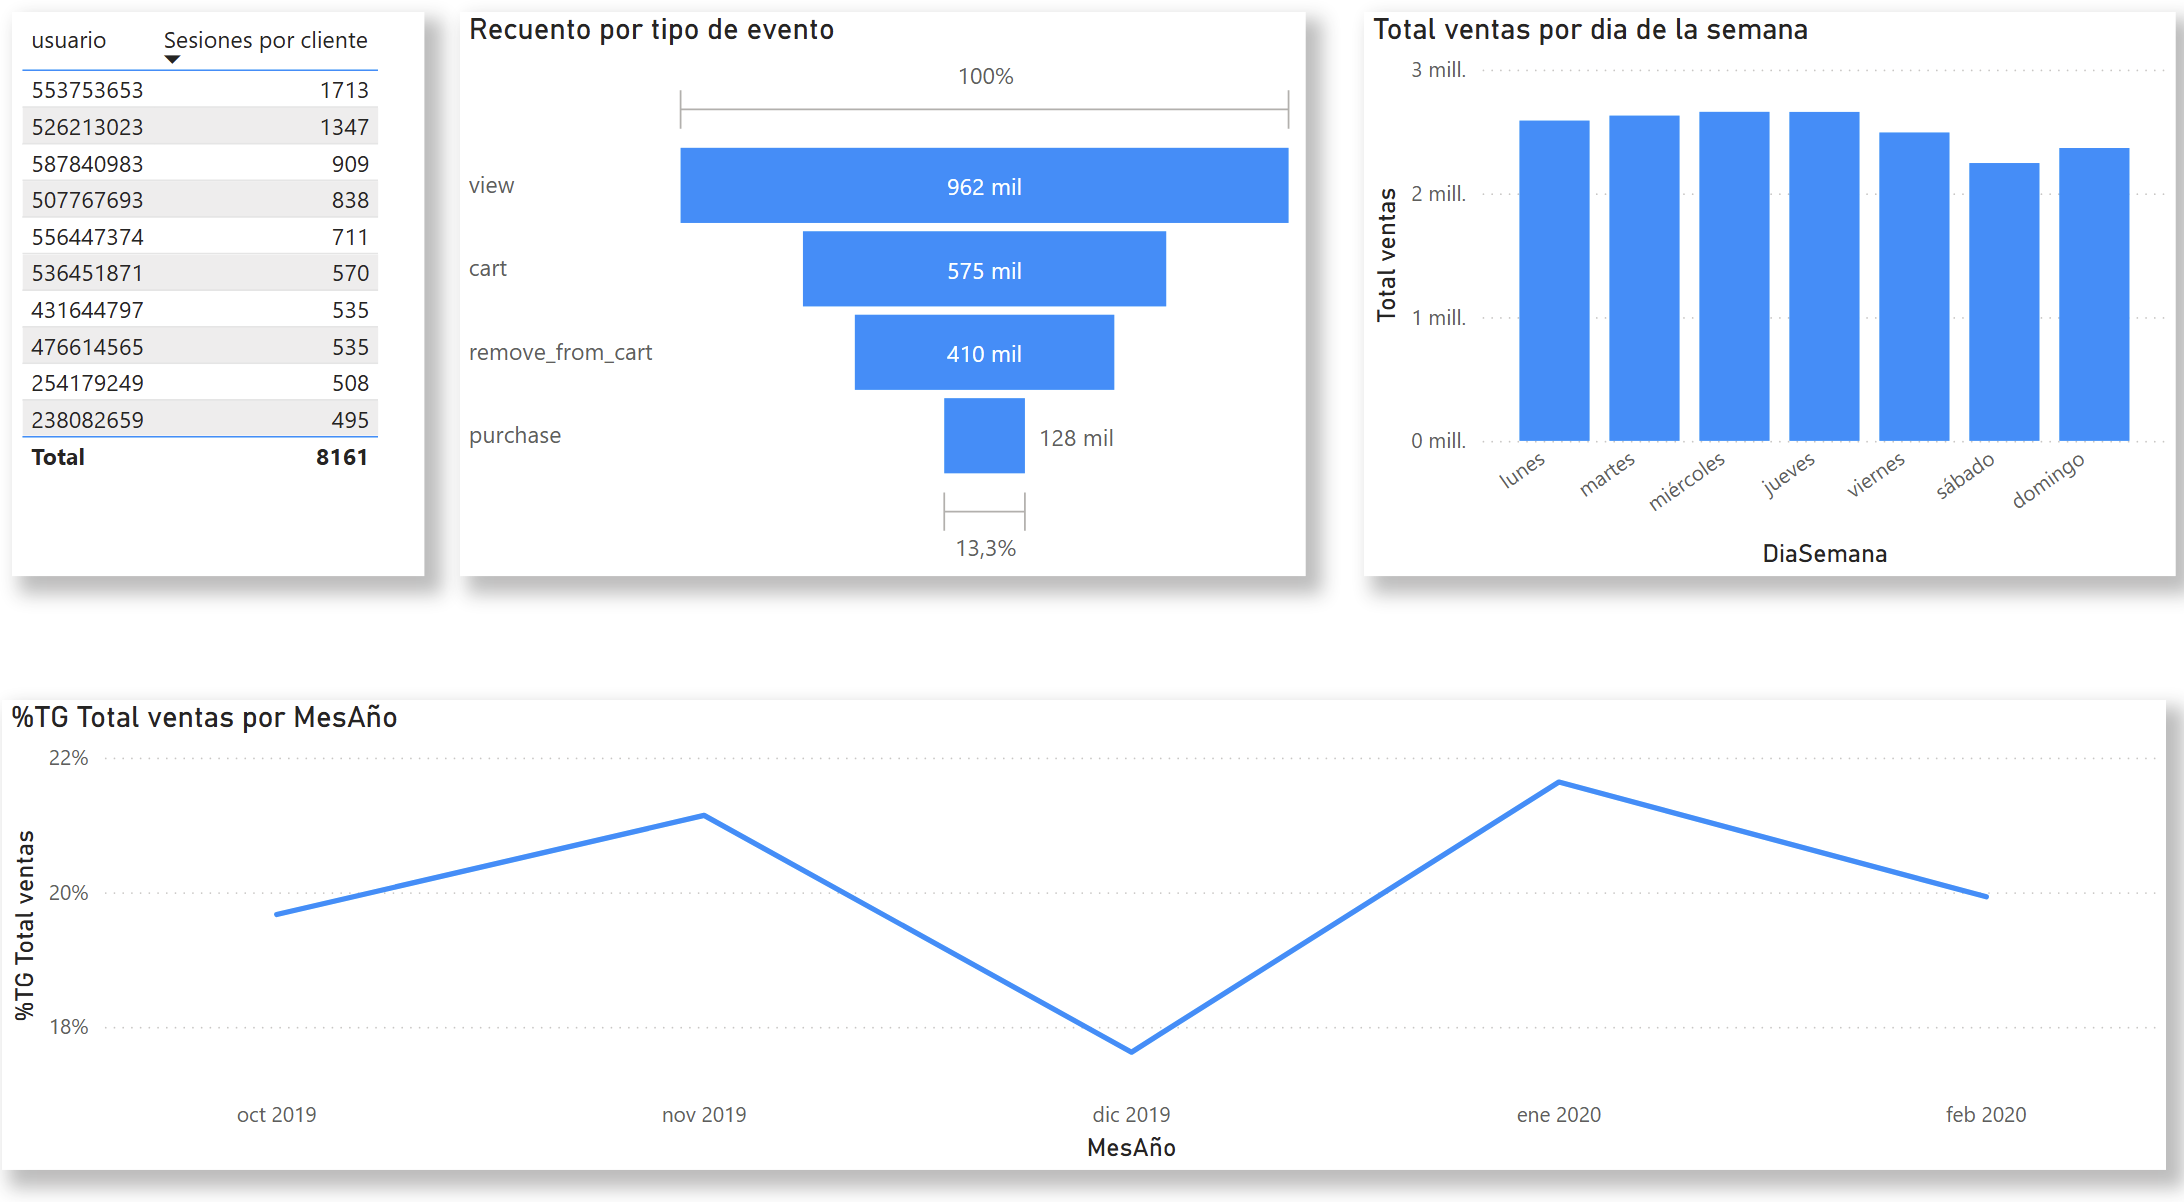 usuario Sesiones por cliente
553753653 1713
526213023 1347
587840983 909
507767693 838
556447374 711
536451871 570
431644797 535
476614565 535
254179249 508
238082659 495
Total 8161
Recuento por tipo de evento
100%
view 962 mil
cart 575 mil
remove_from_cart 410 mil
purchase 128 mil
13,3%
Total ventas por dia de la semana
Total ventas
3 mill.
2 mill.
1 mill.
0 mill.
lunes martes miércoles jueves viernes sábado domingo
DiaSemana
%TG Total ventas por MesAño
%TG Total ventas
22%
20%
18%
oct 2019 nov 2019 dic 2019 ene 2020 feb 2020
MesAño